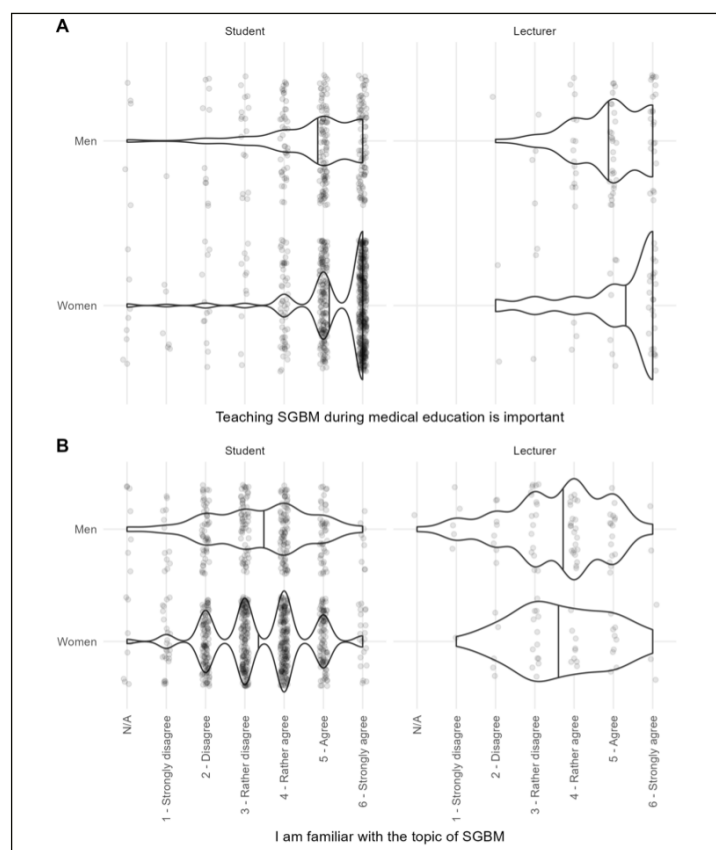 A
Student
Lecturer
Men
Women
Teaching SGBM during medical education is important
B
Student
Lecturer
Men
Women
N/A
1 - Strongly disagree
2 - Disagree
3 - Rather disagree
4 - Rather agree
5 - Agree
6 - Strongly agree
N/A
1 - Strongly disagree
2 - Disagree
3 - Rather disagree
4 - Rather agree
5 - Agree
6 - Strongly agree
I am familiar with the topic of SGBM